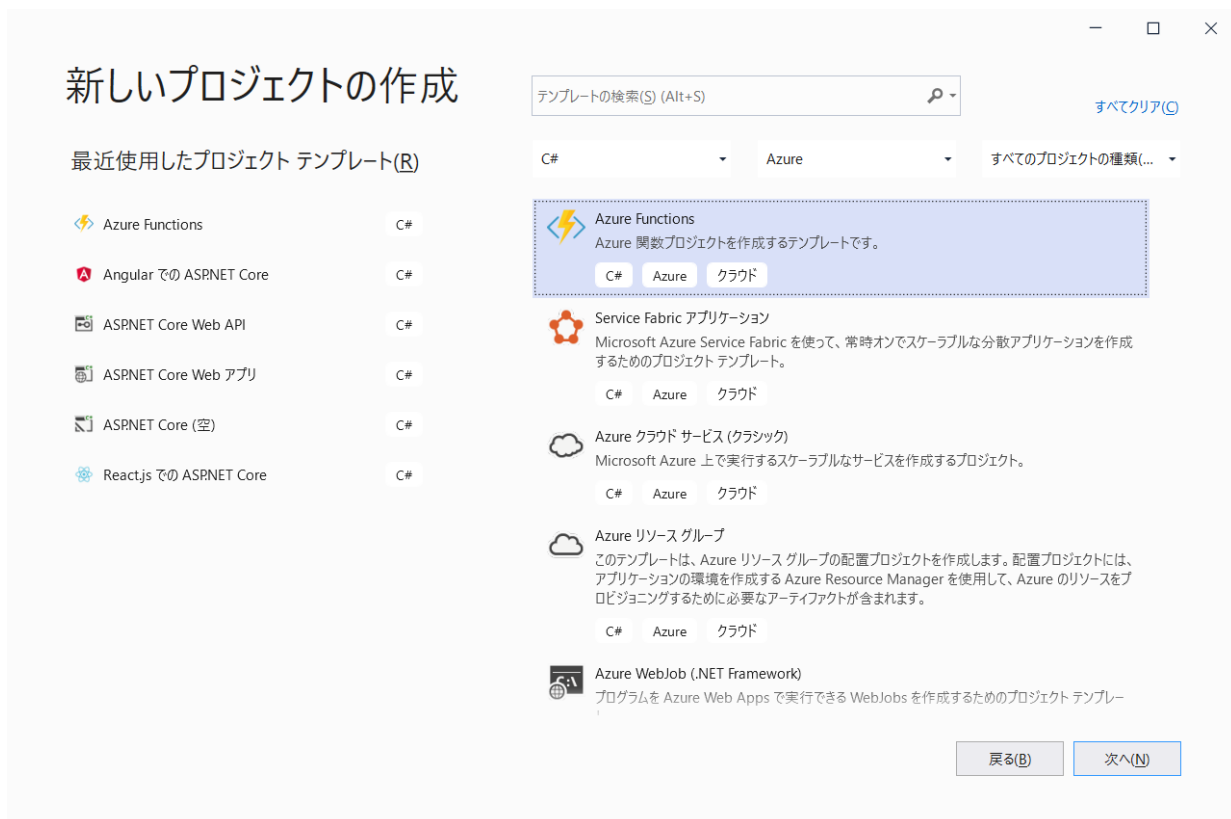 新しいプロジェクトの作成
最近使用したプロジェクト テンプレート(R)
Azure Functions C#
Angular での ASP.NET Core C#
ASP.NET Core Web API C#
ASP.NET Core Web アプリ C#
ASP.NET Core (空) C#
React.js での ASP.NET Core C#
テンプレートの検索(S) (Alt+S)
すべてクリア(C)
C# Azure すべてのプロジェクトの種類(...
Azure Functions
Azure 関数プロジェクトを作成するテンプレートです。
C# Azure クラウド
Service Fabric アプリケーション
Microsoft Azure Service Fabric を使って、常時オンでスケーラブルな分散アプリケーションを作成
するためのプロジェクト テンプレート。
C# Azure クラウド
Azure クラウド サービス (クラシック)
Microsoft Azure 上で実行するスケーラブルなサービスを作成するプロジェクト。
C# Azure クラウド
Azure リソース グループ
このテンプレートは、Azure リソース グループの配置プロジェクトを作成します。配置プロジェクトには、
アプリケーションの環境を作成する Azure Resource Manager を使用して、Azure のリソースをプ
ロビジョニングするために必要なアーティファクトが含まれます。
C# Azure クラウド
Azure WebJob (.NET Framework)
プログラムを Azure Web Apps で実行できる WebJobs を作成するためのプロジェクト テンプレー
戻る(B) 次へ(N)